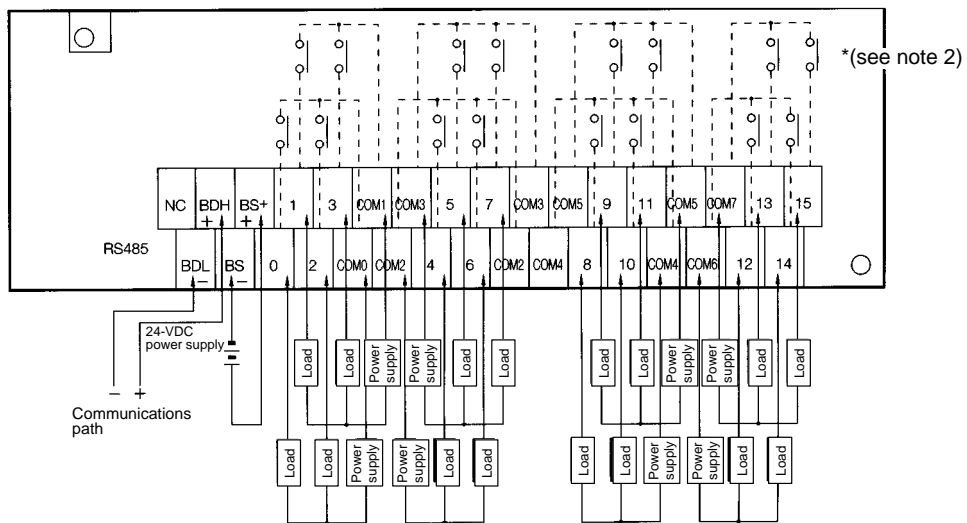 *(see note 2)
NC BDH + BS+ + 1 3 COM1 COM3 5 7 COM3 COM5 9 11 COM5 COM7 13 15
RS485
BDL − BS − 0 2 COM0 COM2 4 6 COM2 COM4 8 10 COM4 COM6 12 14
24-VDC
power supply
Load Load Power supply Power supply Load Load Load Load Power supply Power supply Load Load
− +
Communications
path
Load Load Power supply Power supply Load Load Load Load Power supply Power supply Load Load